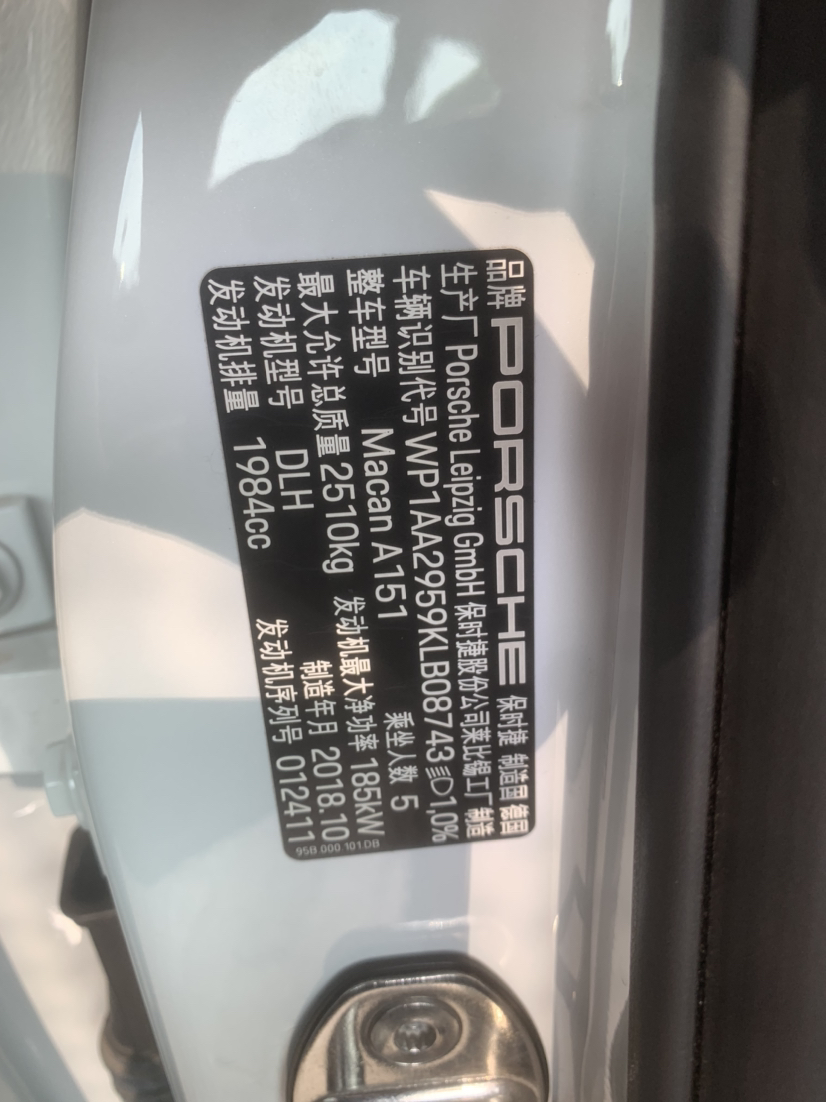 品牌 PORSCHE 保时捷 制造国 德国
生产厂 Porsche Leipzig GmbH 保时捷股份公司莱比锡工厂 制造
车辆识别代号 WP1AA2959KLB08743 1,0%
整车型号 Macan A151 乘坐人数 5
最大允许总质量 2510kg 发动机最大净功率 185kW
发动机型号 DLH 制造年月 2018.10
发动机排量 1984cc 发动机序列号 012411
95B.000.101.DB